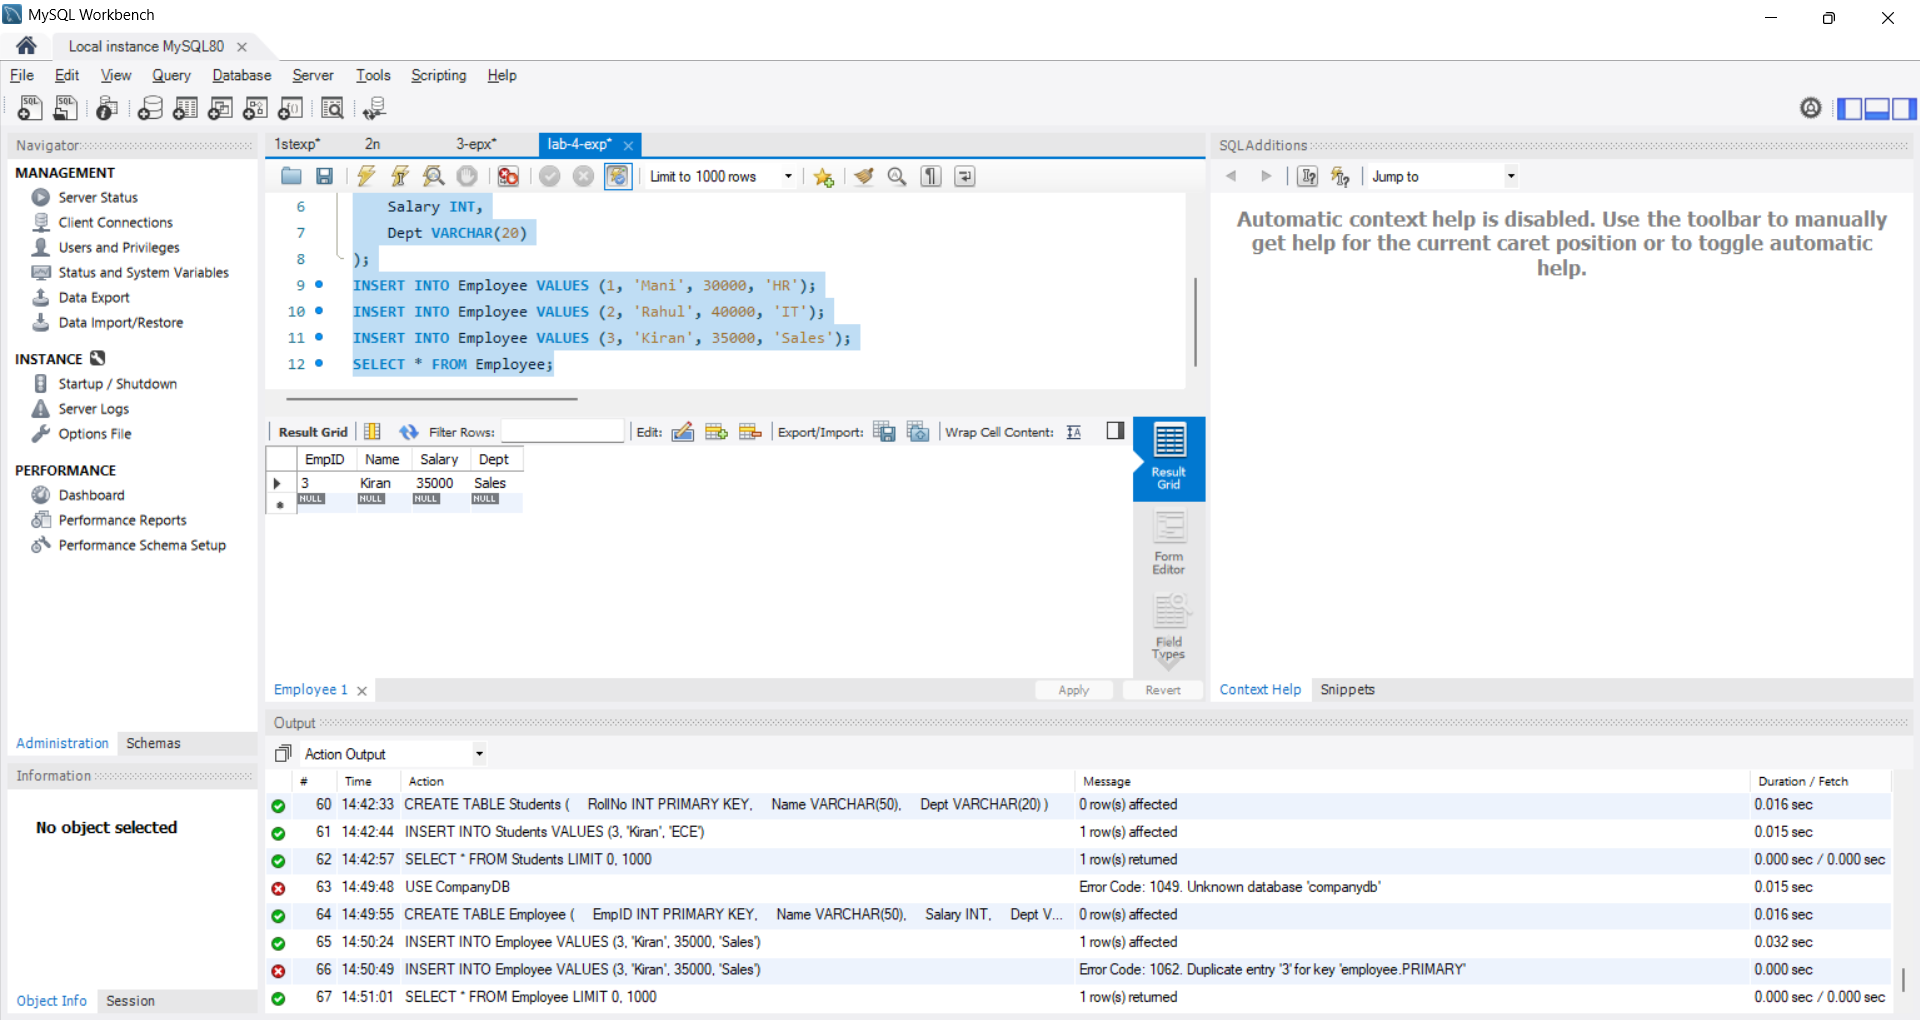 MySQL Workbench
Local instance MySQL80
File Edit View Query Database Server Tools Scripting Help
Navigator
MANAGEMENT
Server Status
Client Connections
Users and Privileges
Status and System Variables
Data Export
Data Import/Restore
INSTANCE
Startup / Shutdown
Server Logs
Options File
PERFORMANCE
Dashboard
Performance Reports
Performance Schema Setup
Administration Schemas
Information
No object selected
Object Info Session
1stexp* 2n 3-epx* lab-4-exp*
Limit to 1000 rows
6 Salary INT,
7 Dept VARCHAR(20)
8 );
9 INSERT INTO Employee VALUES (1, 'Mani', 30000, 'HR');
10 INSERT INTO Employee VALUES (2, 'Rahul', 40000, 'IT');
11 INSERT INTO Employee VALUES (3, 'Kiran', 35000, 'Sales');
12 SELECT * FROM Employee;
Result Grid Filter Rows: Edit: Export/Import: Wrap Cell Content:
EmpID Name Salary Dept
3 Kiran 35000 Sales
NULL NULL NULL NULL
Result
Grid
Form
Editor
Field
Types
Employee 1 Apply Revert
SQLAdditions
Jump to
Automatic context help is disabled. Use the toolbar to manually
get help for the current caret position or to toggle automatic
help.
Context Help Snippets
Output
Action Output
# Time Action Message Duration / Fetch
60 14:42:33 CREATE TABLE Students ( RollNo INT PRIMARY KEY, Name VARCHAR(50), Dept VARCHAR(20) ) 0 row(s) affected 0.016 sec
61 14:42:44 INSERT INTO Students VALUES (3, 'Kiran', 'ECE') 1 row(s) affected 0.015 sec
62 14:42:57 SELECT * FROM Students LIMIT 0, 1000 1 row(s) returned 0.000 sec / 0.000 sec
63 14:49:48 USE CompanyDB Error Code: 1049. Unknown database 'companydb' 0.015 sec
64 14:49:55 CREATE TABLE Employee ( EmpID INT PRIMARY KEY, Name VARCHAR(50), Salary INT, Dept V... 0 row(s) affected 0.016 sec
65 14:50:24 INSERT INTO Employee VALUES (3, 'Kiran', 35000, 'Sales') 1 row(s) affected 0.032 sec
66 14:50:49 INSERT INTO Employee VALUES (3, 'Kiran', 35000, 'Sales') Error Code: 1062. Duplicate entry '3' for key 'employee.PRIMARY' 0.000 sec
67 14:51:01 SELECT * FROM Employee LIMIT 0, 1000 1 row(s) returned 0.000 sec / 0.000 sec